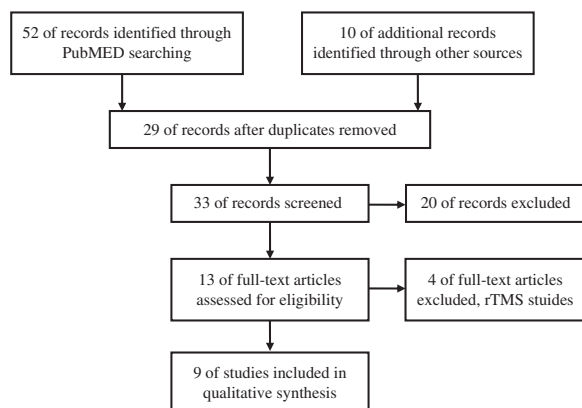 52 of records identified through
PubMED searching
10 of additional records
identified through other sources
29 of records after duplicates removed
33 of records screened
20 of records excluded
13 of full-text articles
assessed for eligibility
4 of full-text articles
excluded, rTMS stuides
9 of studies included in
qualitative synthesis